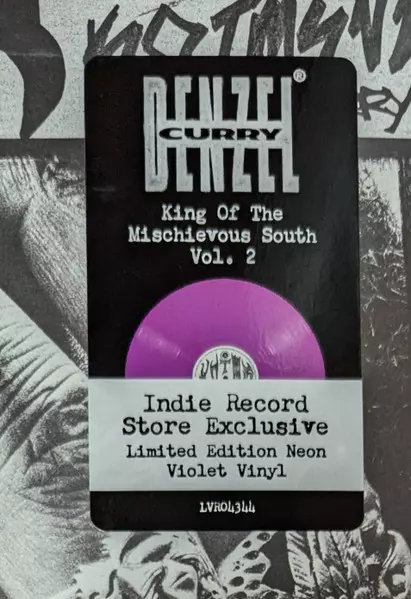 DENZEL
CURRY
®
King Of The
Mischievous South
Vol. 2
Indie Record
Store Exclusive
Limited Edition Neon
Violet Vinyl
LVR04344